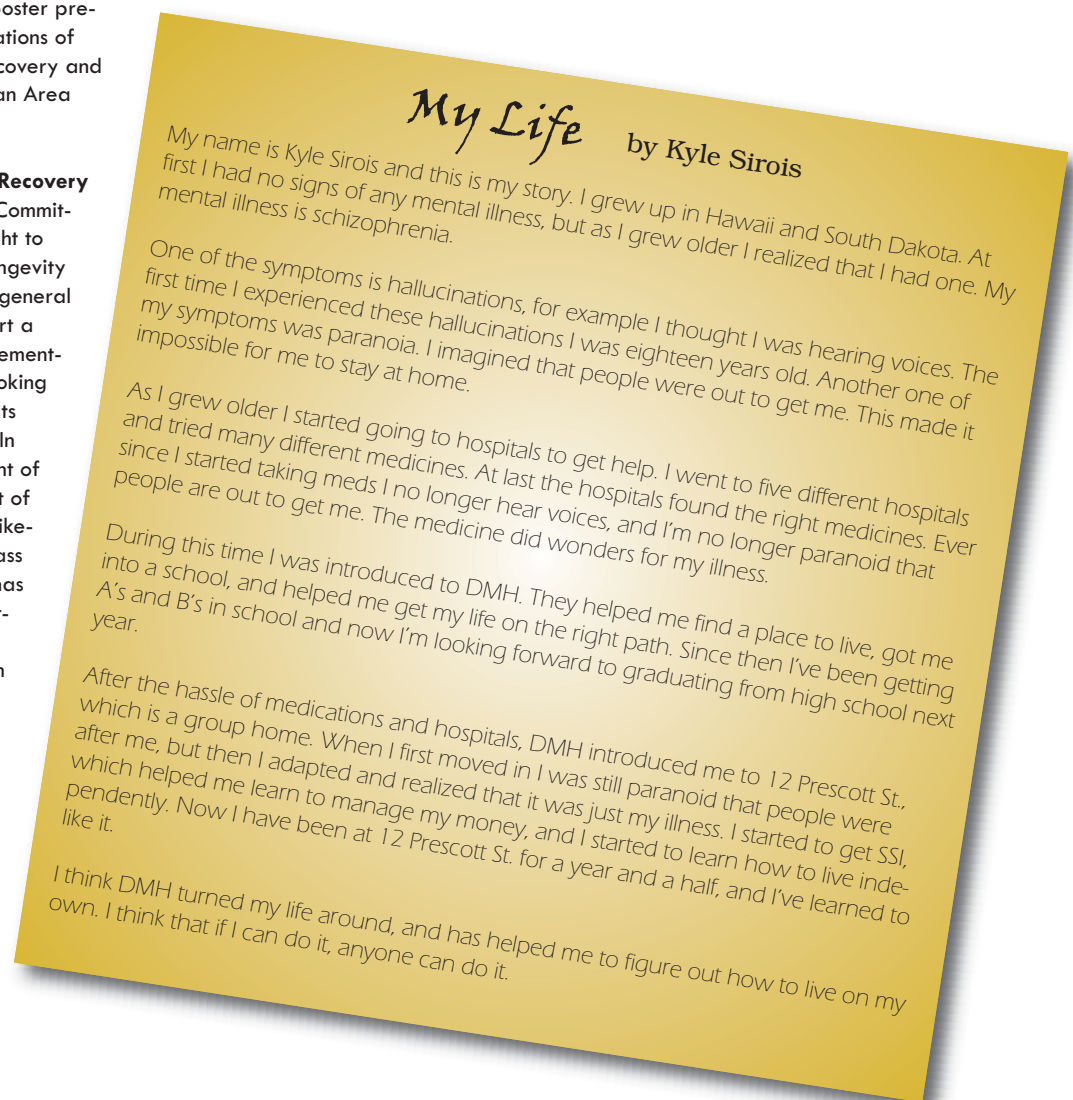 oster pre-
ations of
covery and
an Area
Recovery
Commit-
ht to
ngevity
general
rt a
ement-
oking
ts
In
nt of
t of
ike-
ass
has
r-
n
My Life by Kyle Sirois
My name is Kyle Sirois and this is my story. I grew up in Hawaii and South Dakota. At
first I had no signs of any mental illness, but as I grew older I realized that I had one. My
mental illness is schizophrenia.
One of the symptoms is hallucinations, for example I thought I was hearing voices. The
first time I experienced these hallucinations I was eighteen years old. Another one of
my symptoms was paranoia. I imagined that people were out to get me. This made it
impossible for me to stay at home.
As I grew older I started going to hospitals to get help. I went to five different hospitals
and tried many different medicines. At last the hospitals found the right medicines. Ever
since I started taking meds I no longer hear voices, and I'm no longer paranoid that
people are out to get me. The medicine did wonders for my illness.
During this time I was introduced to DMH. They helped me find a place to live, got me
into a school, and helped me get my life on the right path. Since then I've been getting
A's and B's in school and now I'm looking forward to graduating from high school next
year.
After the hassle of medications and hospitals, DMH introduced me to 12 Prescott St.,
which is a group home. When I first moved in I was still paranoid that people were
after me, but then I adapted and realized that it was just my illness. I started to get SSI,
which helped me learn to manage my money, and I started to learn how to live inde-
pendently. Now I have been at 12 Prescott St. for a year and a half, and I've learned to
like it.
I think DMH turned my life around, and has helped me to figure out how to live on my
own. I think that if I can do it, anyone can do it.